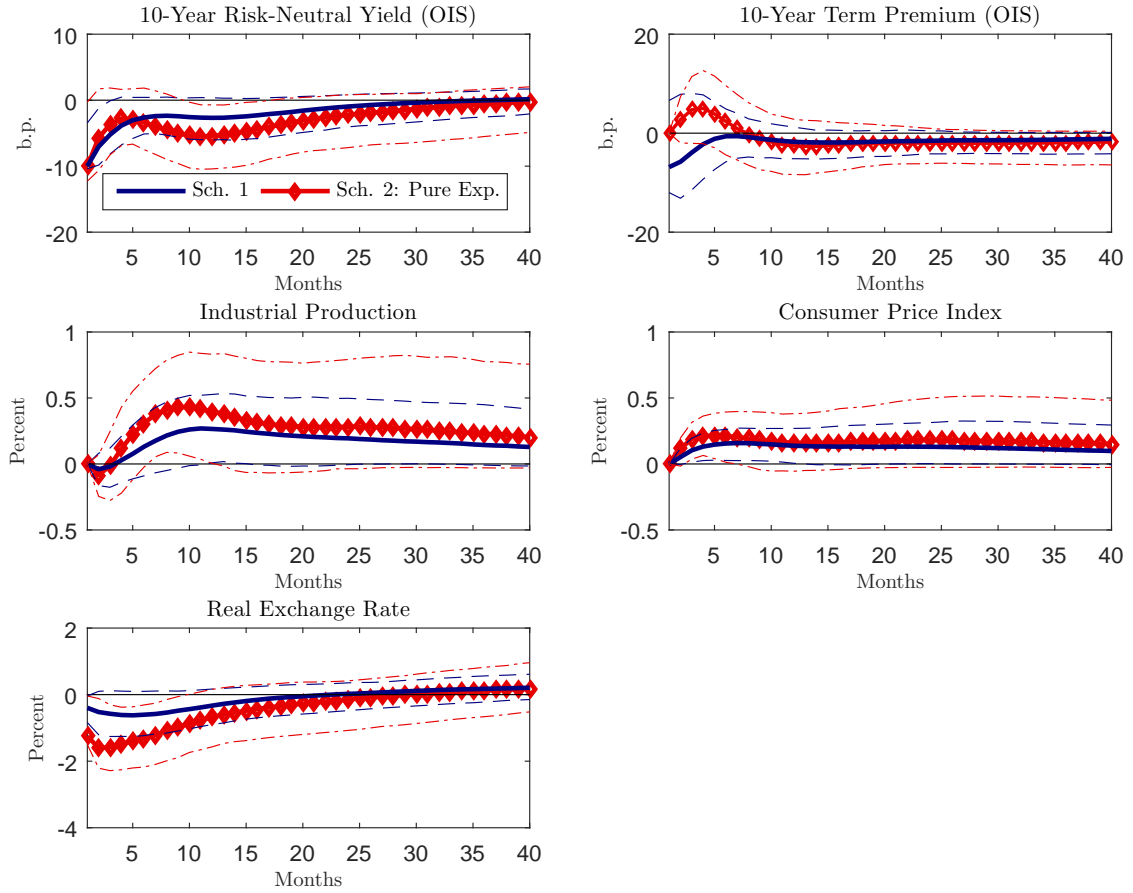 10-Year Risk-Neutral Yield (OIS)
10
0
-10
-20
b.p.
Sch. 1
Sch. 2: Pure Exp.
5 10 15 20 25 30 35 40
Months
10-Year Term Premium (OIS)
20
0
-20
b.p.
5 10 15 20 25 30 35 40
Months
Industrial Production
1
0.5
0
-0.5
Percent
5 10 15 20 25 30 35 40
Months
Consumer Price Index
1
0.5
0
-0.5
Percent
5 10 15 20 25 30 35 40
Months
Real Exchange Rate
2
0
-2
-4
Percent
5 10 15 20 25 30 35 40
Months